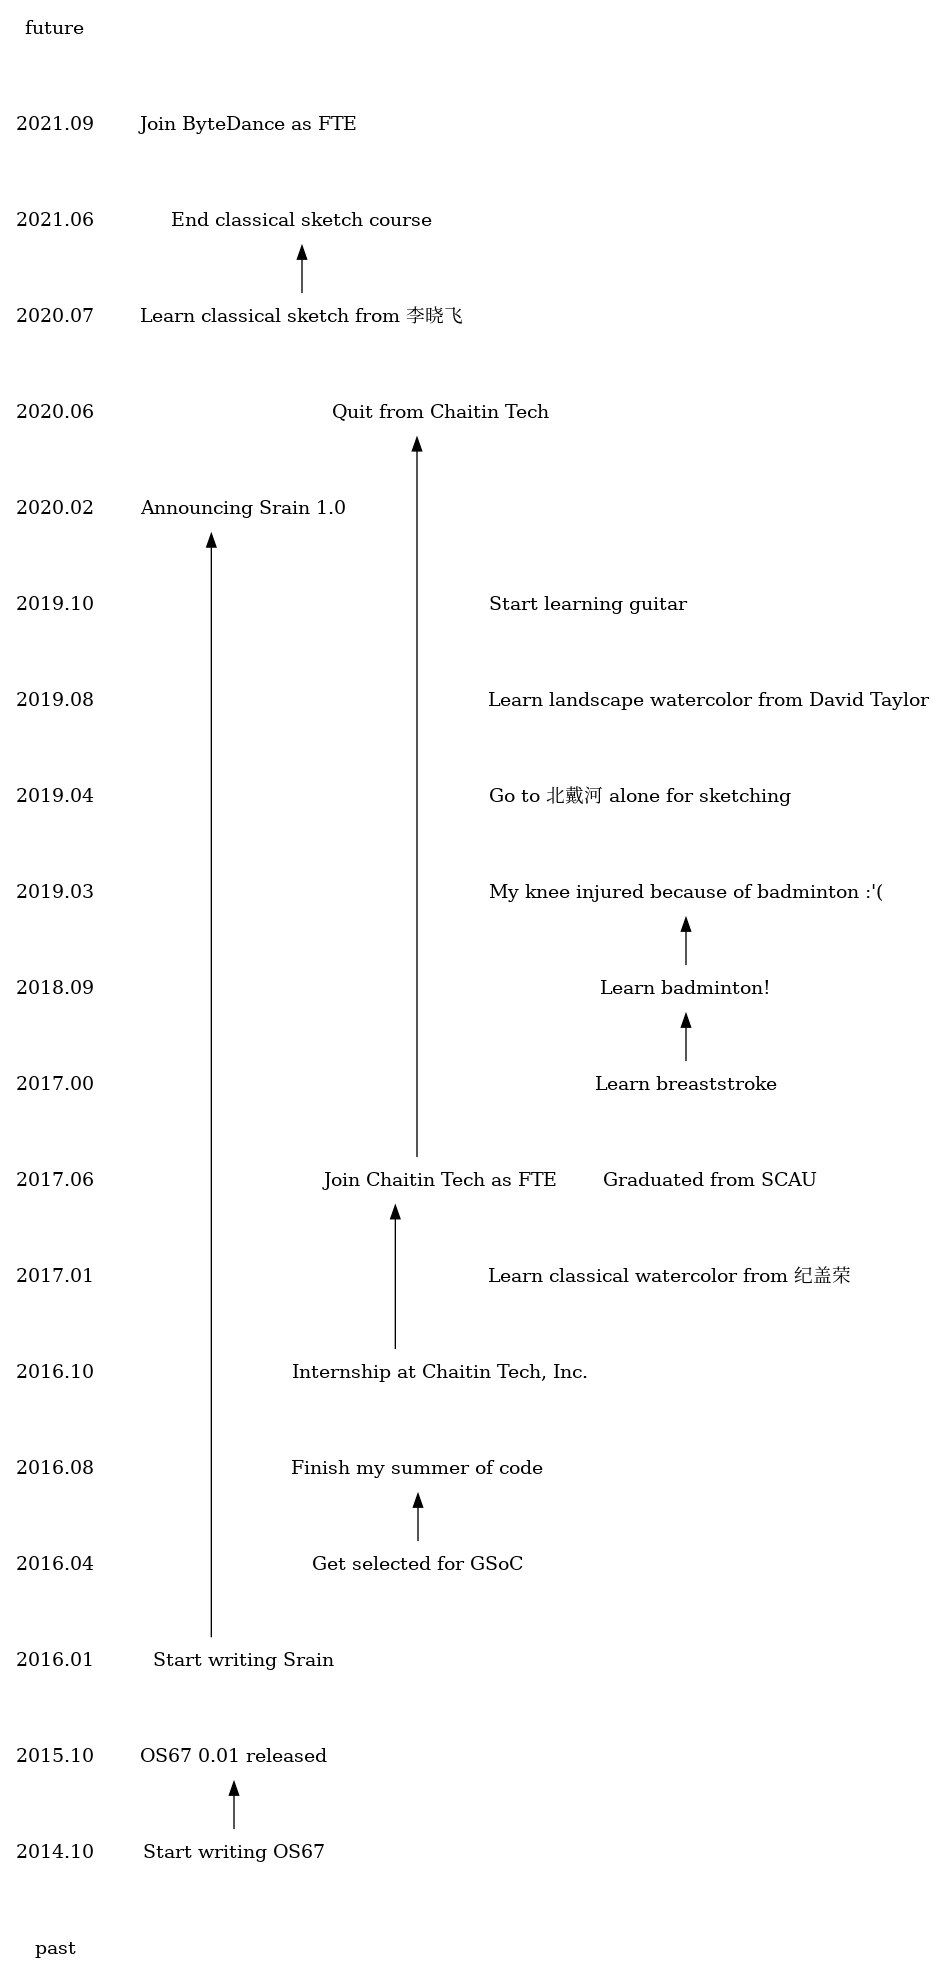 future
2021.09 Join ByteDance as FTE
2021.06 End classical sketch course
2020.07 Learn classical sketch from 李晓飞
2020.06 Quit from Chaitin Tech
2020.02 Announcing Srain 1.0
2019.10 Start learning guitar
2019.08 Learn landscape watercolor from David Taylor
2019.04 Go to 北戴河 alone for sketching
2019.03 My knee injured because of badminton :'(
2018.09 Learn badminton!
2017.00 Learn breaststroke
2017.06 Join Chaitin Tech as FTE Graduated from SCAU
2017.01 Learn classical watercolor from 纪盖荣
2016.10 Internship at Chaitin Tech, Inc.
2016.08 Finish my summer of code
2016.04 Get selected for GSoC
2016.01 Start writing Srain
2015.10 OS67 0.01 released
2014.10 Start writing OS67
past